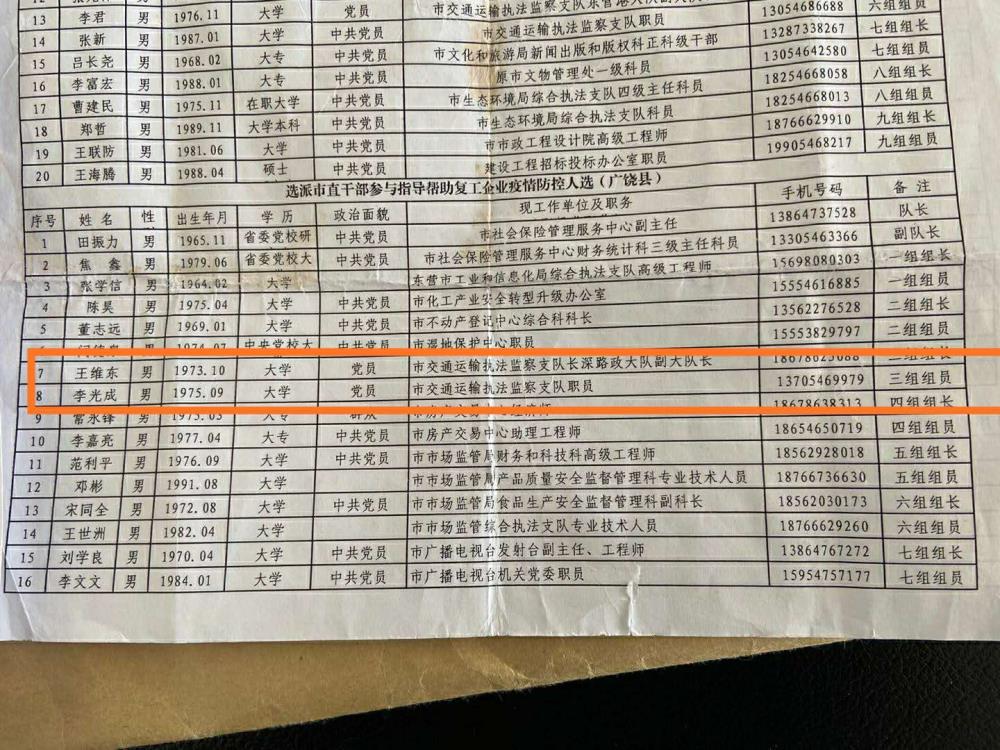 13 李君 男 1976.11 大学 党员 市交通运输执法监察支队东营港大队副大队长
14 张新 男 1987.01 大学 中共党员 市交通运输执法监察支队职员 13054686688 六组组员
15 吕长尧 男 1968.02 大专 中共党员 市文化和旅游局新闻出版和版权科正科级干部 13287338267 七组组长
16 李富宏 男 1988.01 大专 中共党员 原市文物管理处一级科员 13054642580 七组组员
17 曹建民 男 1975.11 在职大学 中共党员 市生态环境局综合执法支队四级主任科员 18254668058 八组组长
18 郑哲 男 1989.11 大学本科 中共党员 市生态环境局综合执法支队科员 18254668013 八组组员
19 王联防 男 1981.06 大学 中共党员 市市政工程设计院高级工程师 18766629910 九组组长
20 王海腾 男 1988.04 硕士 中共党员 建设工程招标投标办公室职员 19905468217 九组组员
选派市直干部参与指导帮助复工企业疫情防控人选（广饶县）
序号 姓名 性 出生年月 学历 政治面貌 现工作单位及职务 手机号码 备注
1 田振力 男 1965.11 省委党校研 中共党员 市社会保险管理服务中心副主任 13864737528 队长
2 焦鑫 男 1979.06 省委党校大 中共党员 市社会保险管理服务中心财务统计科三级主任科员 13305463366 副队长
3 张学信 男 1964.02 大学 东营市工业和信息化局综合执法支队高级工程师 15698080303 一组组长
4 陈昊 男 1975.04 大学 中共党员 市化工产业安全转型升级办公室 15554616885 一组组员
5 董志远 男 1969.01 大学 中共党员 市不动产登记中心综合科科长 13562276528 二组组长
男 1974.07 中央党校大 中共党员 市湿地保护中心职员 15553829797 二组组员
7 王维东 男 1973.10 大学 党员 市交通运输执法监察支队长深路政大队副大队长 三组组长
8 李光成 男 1975.09 大学 党员 市交通运输执法监察支队职员 13705469979 三组组员
9 常永锋 男 1975.03 大专 群众 18678638313 四组组长
10 李嘉亮 男 1977.04 大专 中共党员 市房产交易中心助理工程师 18654650719 四组组员
11 范利平 男 1976.09 大学 中共党员 市市场监管局财务和科技科高级工程师 18562928018 五组组长
12 邓彬 男 1991.08 大学 市市场监管局产品质量安全监督管理科专业技术人员 18766736630 五组组员
13 宋同全 男 1972.08 大学 中共党员 市市场监管局食品生产安全监督管理科副科长 18562030173 六组组长
14 王世洲 男 1982.04 大学 市市场监管综合执法支队专业技术人员 18766629260 六组组员
15 刘学良 男 1970.04 大学 中共党员 市广播电视台发射台副主任、工程师 13864767272 七组组长
16 李文文 男 1984.01 大学 中共党员 市广播电视台机关党委职员 15954757177 七组组员